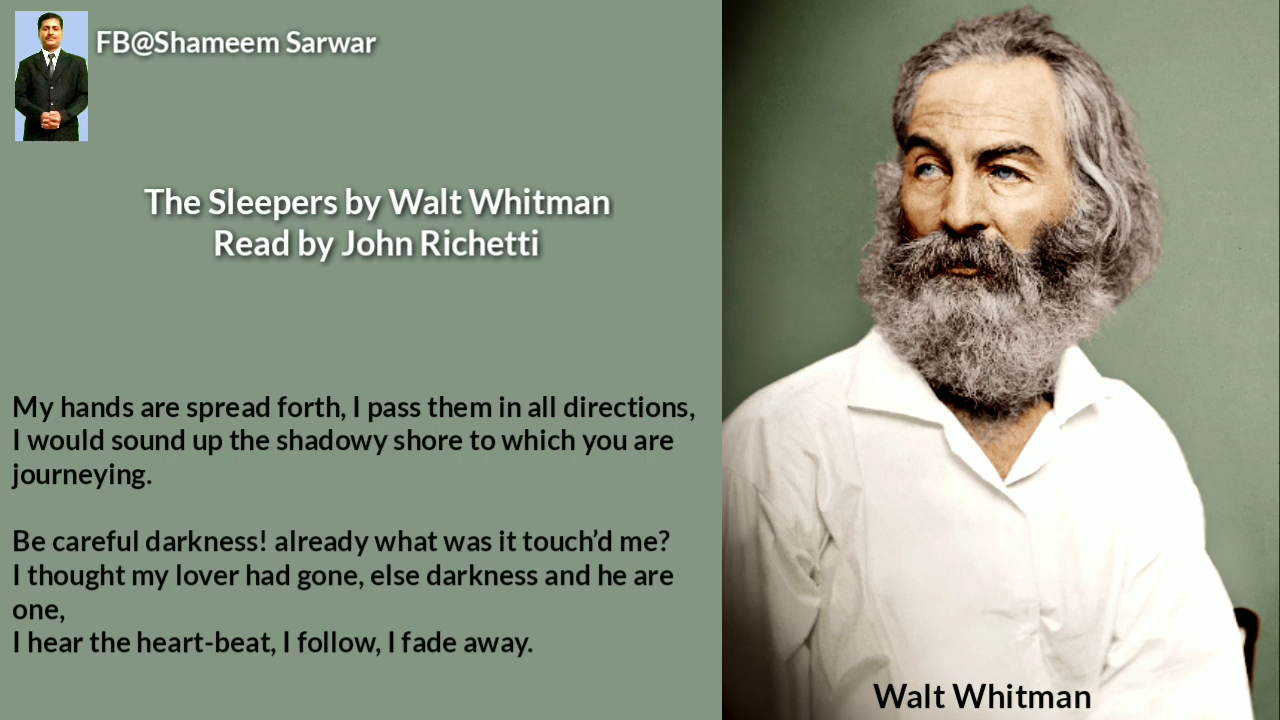 FB@Shameem Sarwar
The Sleepers by Walt Whitman
Read by John Richetti
My hands are spread forth, I pass them in all directions,
I would sound up the shadowy shore to which you are
journeying.
Be careful darkness! already what was it touch’d me?
I thought my lover had gone, else darkness and he are
one,
I hear the heart-beat, I follow, I fade away.
Walt Whitman